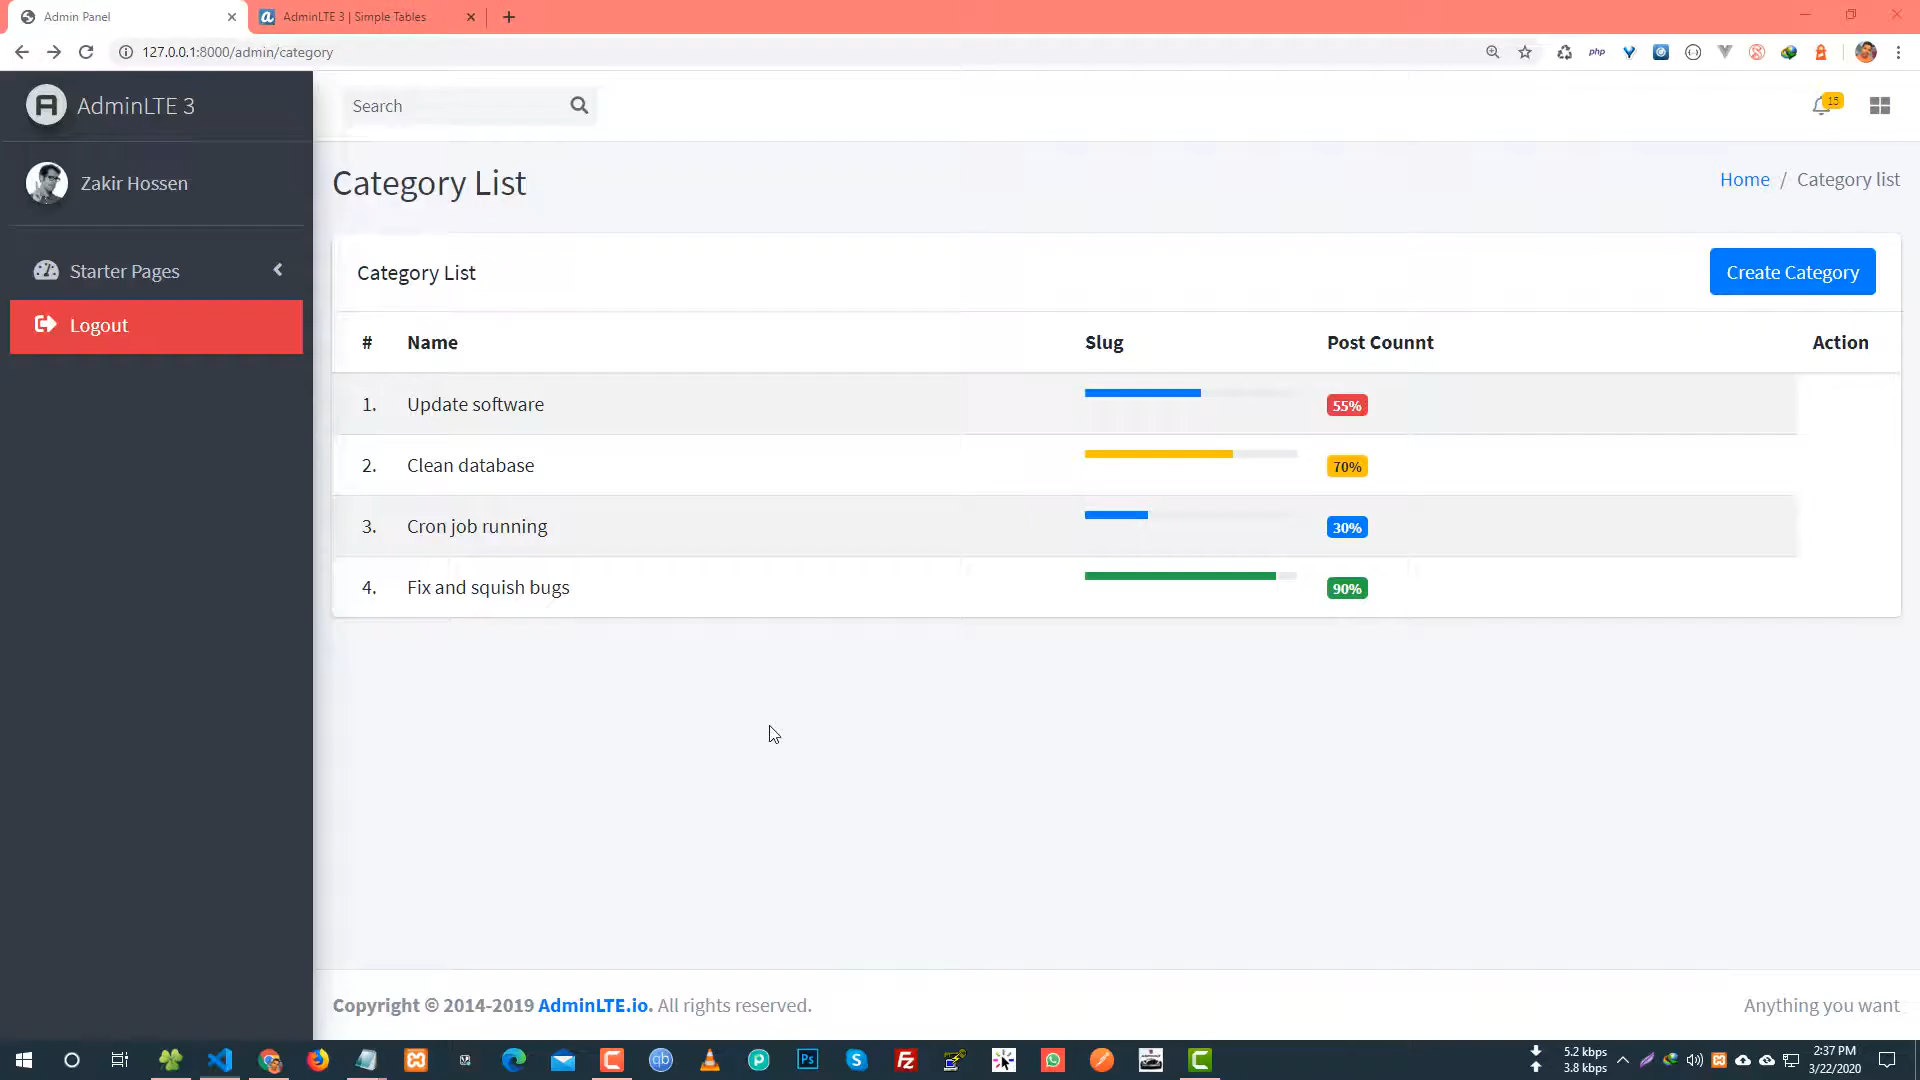 Admin Panel
AdminLTE 3 | Simple Tables
127.0.0.1:8000/admin/category
php
AdminLTE 3
Search
15
Zakir Hossen
Category List
Home / Category list
Starter Pages
Category List
Create Category
Logout
# Name Slug Post Counnt Action
1. Update software 55%
2. Clean database 70%
3. Cron job running 30%
4. Fix and squish bugs 90%
Copyright © 2014-2019 AdminLTE.io. All rights reserved.
Anything you want
qb
Ps
Fz
5.2 kbps
3.8 kbps
2:37 PM
3/22/2020